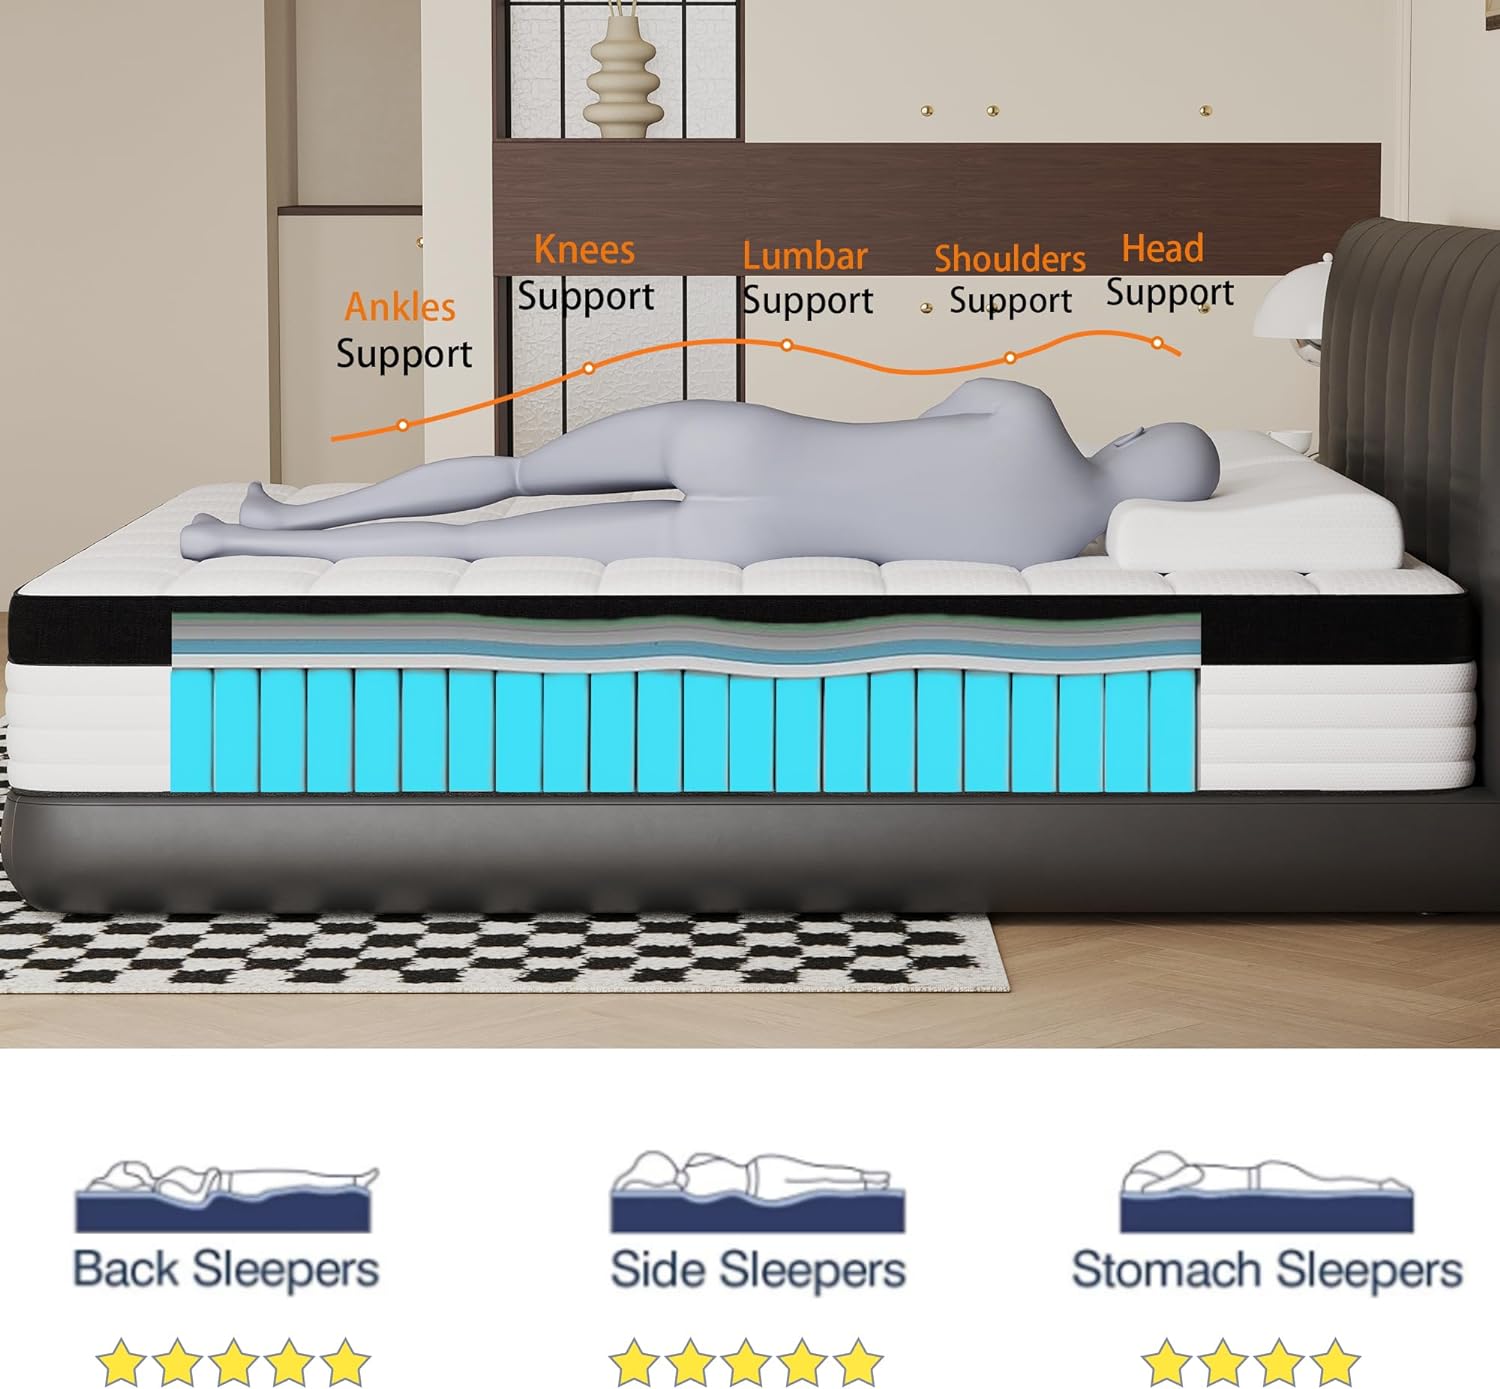 Ankles
Support
Knees
Support
Lumbar
Support
Shoulders
Support
Head
Support
Back Sleepers
Side Sleepers
Stomach Sleepers